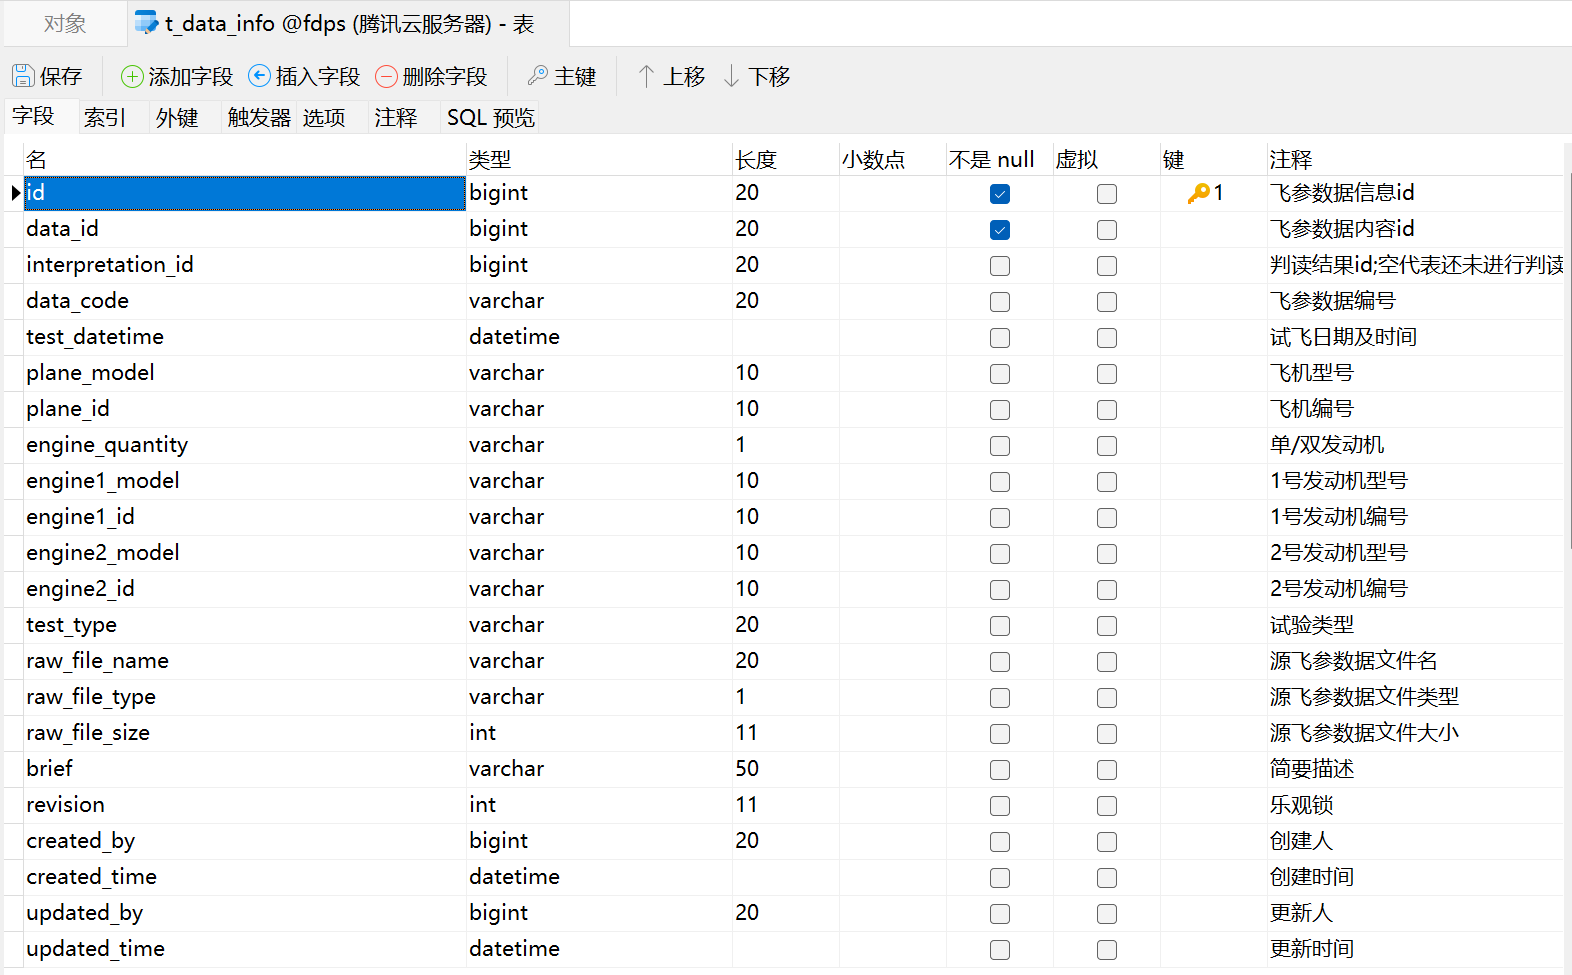 对象 t_data_info @fdps (腾讯云服务器) - 表
保存 添加字段 插入字段 删除字段 主键 上移 下移
字段 索引 外键 触发器 选项 注释 SQL 预览
名 类型 长度 小数点 不是 null 虚拟 键 注释
id bigint 20 1 飞参数据信息id
data_id bigint 20 飞参数据内容id
interpretation_id bigint 20 判读结果id;空代表还未进行判读
data_code varchar 20 飞参数据编号
test_datetime datetime 试飞日期及时间
plane_model varchar 10 飞机型号
plane_id varchar 10 飞机编号
engine_quantity varchar 1 单/双发动机
engine1_model varchar 10 1号发动机型号
engine1_id varchar 10 1号发动机编号
engine2_model varchar 10 2号发动机型号
engine2_id varchar 10 2号发动机编号
test_type varchar 20 试验类型
raw_file_name varchar 20 源飞参数据文件名
raw_file_type varchar 1 源飞参数据文件类型
raw_file_size int 11 源飞参数据文件大小
brief varchar 50 简要描述
revision int 11 乐观锁
created_by bigint 20 创建人
created_time datetime 创建时间
updated_by bigint 20 更新人
updated_time datetime 更新时间